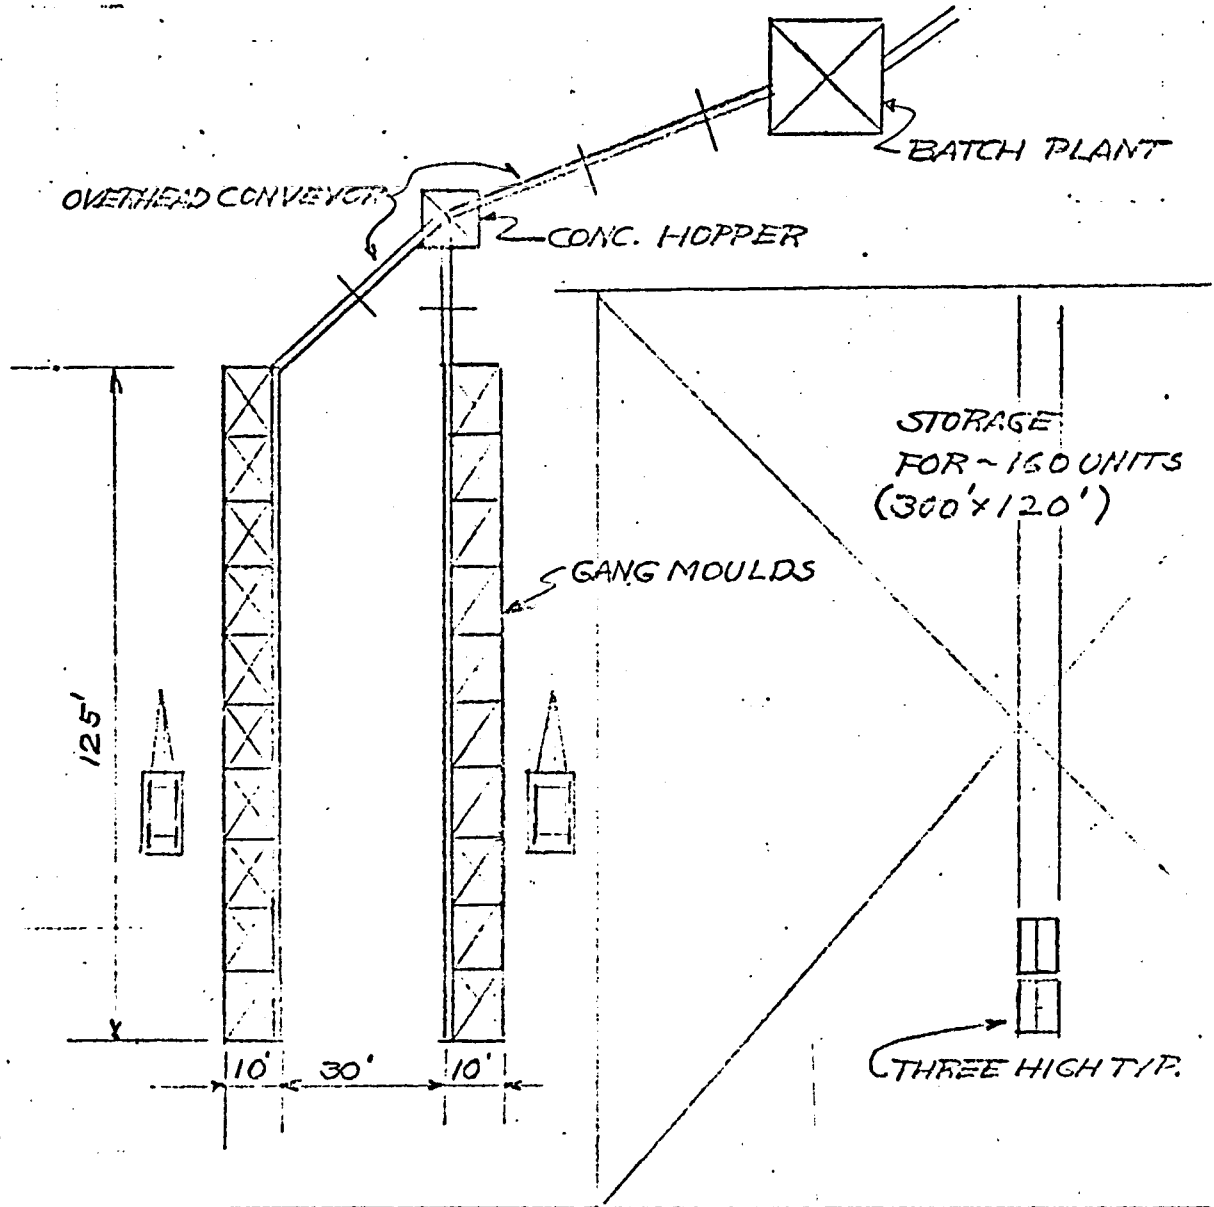 BATCH PLANT
OVERHEAD CONVEYOR
CONC. HOPPER
STORAGE
FOR ~ 160 UNITS
(300' x 120')
GANG MOULDS
125'
10' 30' 10'
THREE HIGH TYP.